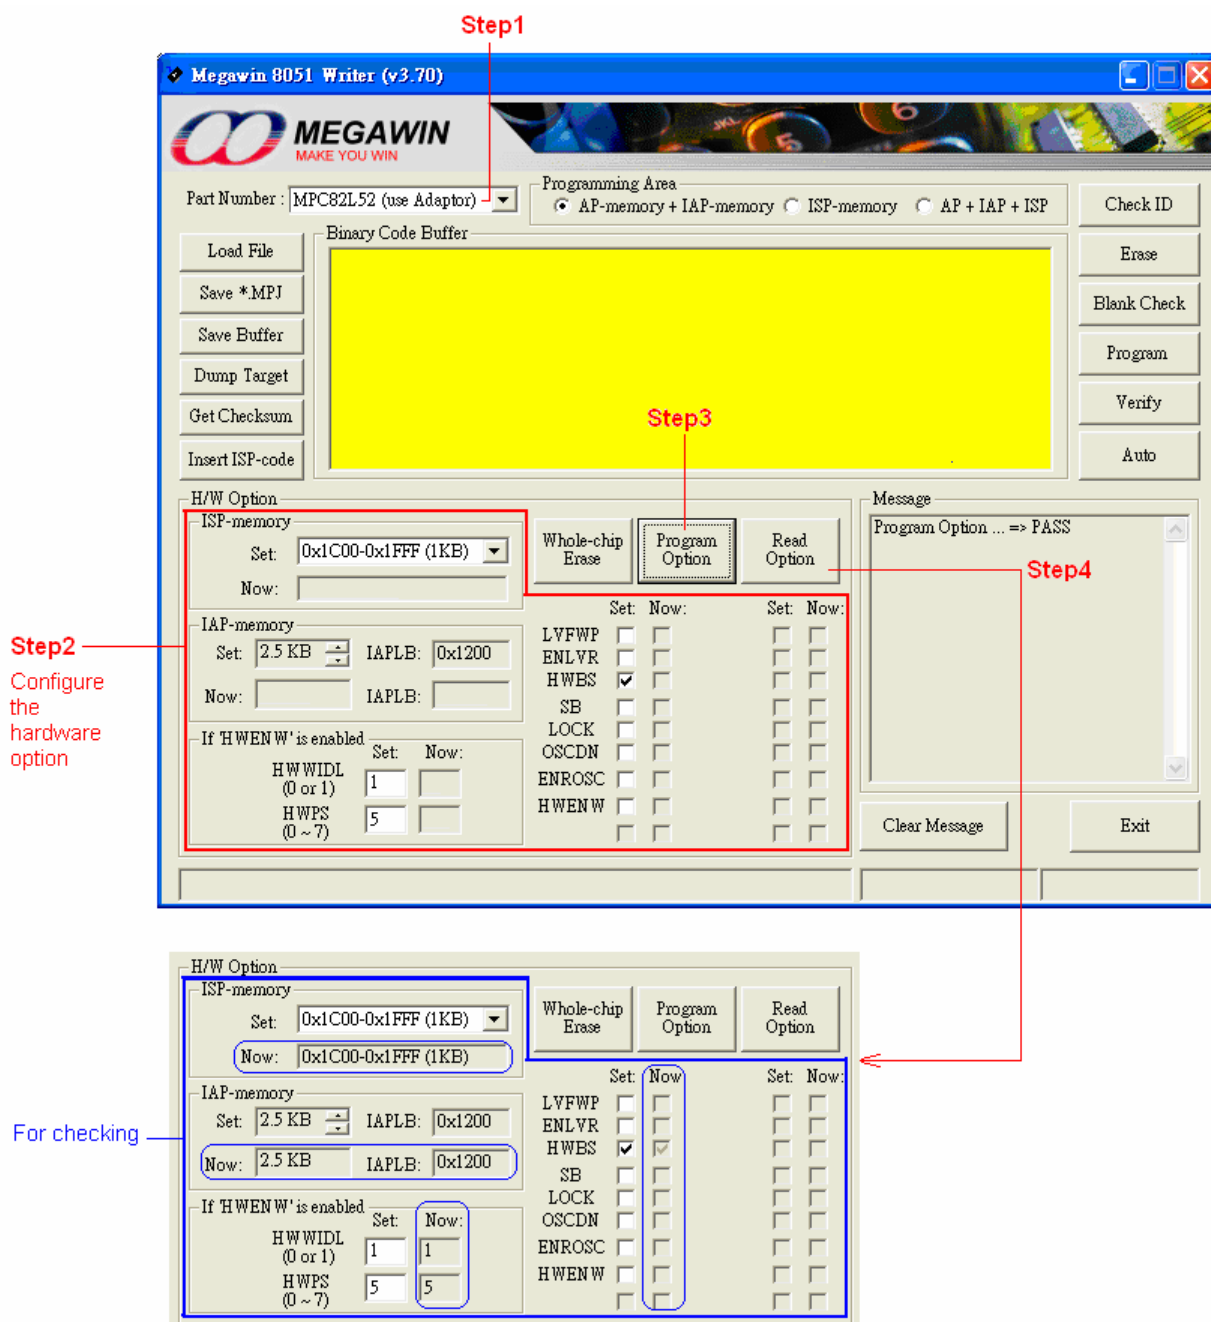 Step1
Megawin 8051 Writer (v3.70)
MEGAWIN
MAKE YOU WIN
JKL
5
6
Part Number : MPC82L52 (use Adaptor)
Programming Area
AP-memory + IAP-memory ISP-memory AP + IAP + ISP
Check ID
Load File
Save *.MPJ
Save Buffer
Dump Target
Get Checksum
Insert ISP-code
Binary Code Buffer
Erase
Blank Check
Program
Verify
Auto
Step3
H/W Option
ISP-memory
Set: 0x1C00-0x1FFF (1KB)
Now:
Whole-chip Erase
Program Option
Read Option
Message
Program Option ... => PASS
Step4
Step2
Configure
the
hardware
option
IAP-memory
Set: 2.5 KB IAPLB: 0x1200
Now: IAPLB:
If 'HWENW' is enabled
Set: Now:
HWWIDL
(0 or 1) 1
HWPS
(0 ~ 7) 5
Set: Now: Set: Now:
LVFWP
ENLVR
HWBS
SB
LOCK
OSCDN
ENROSC
HWENW
Clear Message
Exit
H/W Option
ISP-memory
Set: 0x1C00-0x1FFF (1KB)
Now: 0x1C00-0x1FFF (1KB)
Whole-chip Erase
Program Option
Read Option
For checking
IAP-memory
Set: 2.5 KB IAPLB: 0x1200
Now: 2.5 KB IAPLB: 0x1200
If 'HWENW' is enabled
Set: Now:
HWWIDL
(0 or 1) 1 1
HWPS
(0 ~ 7) 5 5
Set: Now Set: Now:
LVFWP
ENLVR
HWBS
SB
LOCK
OSCDN
ENROSC
HWENW